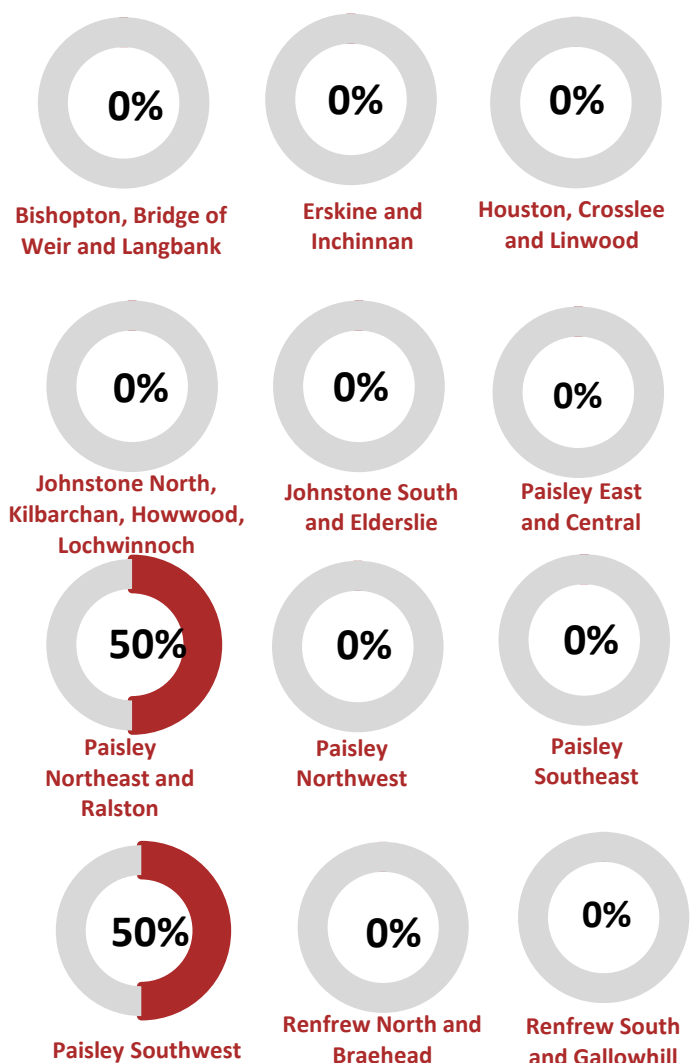 0%
Bishopton, Bridge of
Weir and Langbank
0%
Erskine and
Inchinnan
0%
Houston, Crosslee
and Linwood
0%
Johnstone North,
Kilbarchan, Howwood,
Lochwinnoch
0%
Johnstone South
and Elderslie
0%
Paisley East
and Central
50%
Paisley
Northeast and
Ralston
0%
Paisley
Northwest
0%
Paisley
Southeast
50%
Paisley Southwest
0%
Renfrew North and
Braehead
0%
Renfrew South
and Gallowhill